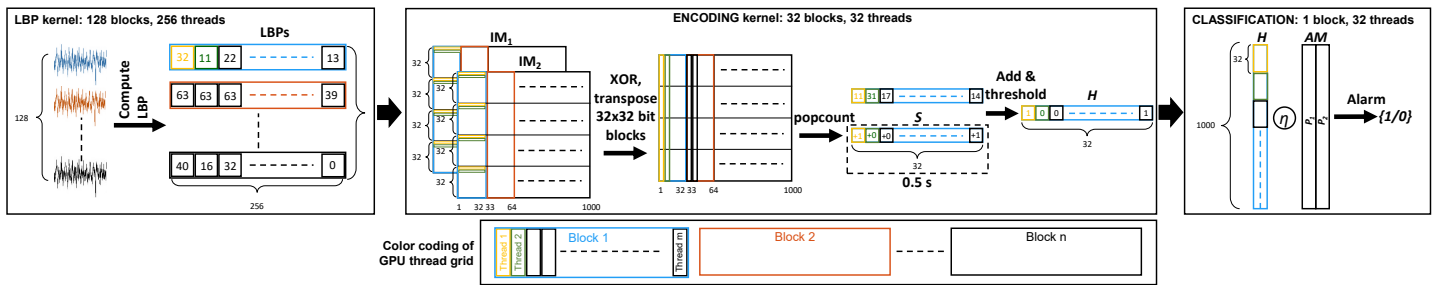 LBP kernel: 128 blocks, 256 threads
128
Compute
LBP
LBPs
32 11 22 13
63 63 63 39
40 16 32 0
256
ENCODING kernel: 32 blocks, 32 threads
IM1
IM2
32
32
32
32
32
32
32
32
1 32 33 64 1000
XOR,
transpose
32x32 bit
blocks
1 32 33 64 1000
popcount
11 31 17 14
S
+1 +0 +0 +1
32
0.5 s
Add &
threshold
H
1 0 0 1
32
CLASSIFICATION: 1 block, 32 threads
H AM
32
1000
η
P1
P2
Alarm
{1/0}
Color coding of
GPU thread grid
Thread 1
Thread 2
Block 1
Thread m
Block 2
Block n